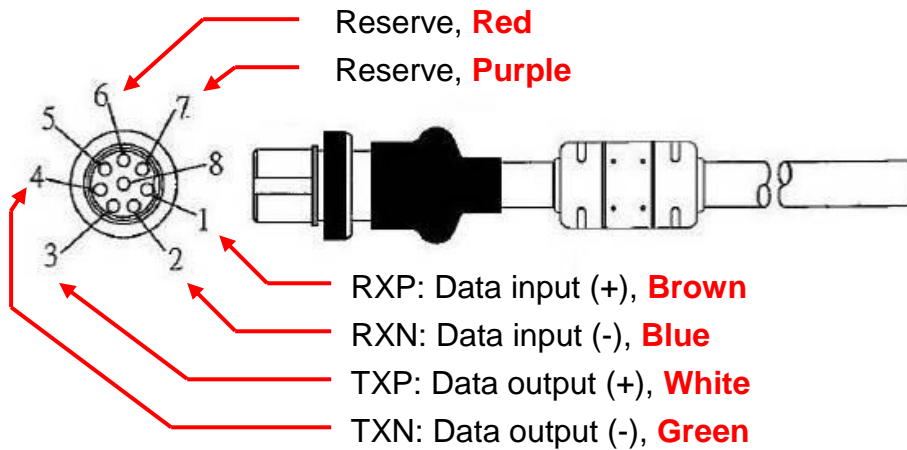 Reserve, Red
Reserve, Purple
6
7
5
8
4
1
3
2
RXP: Data input (+), Brown
RXN: Data input (-), Blue
TXP: Data output (+), White
TXN: Data output (-), Green